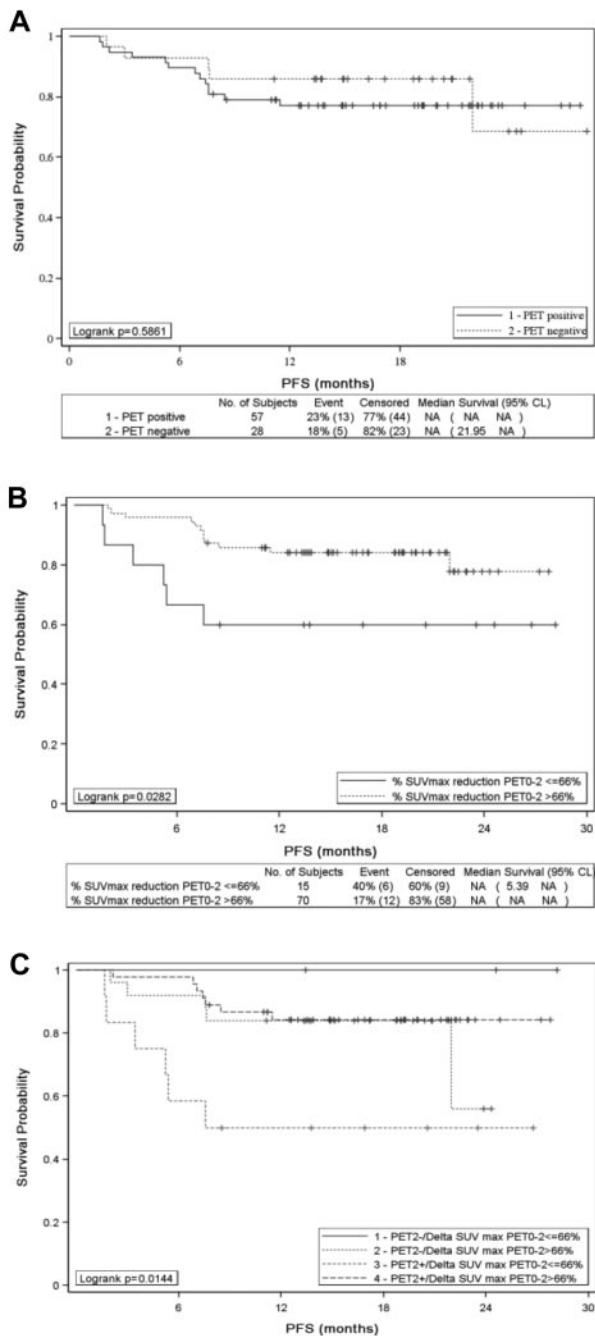 A
1
0.8
0.6
0.4
0.2
0
Survival Probability
Logrank p=0.5861
1 - PET positive
2 - PET negative
0 6 12 18
PFS (months)
No. of Subjects Event Censored Median Survival (95% CL)
1 - PET positive 57 23% (13) 77% (44) NA ( NA NA )
2 - PET negative 28 18% (5) 82% (23) NA ( 21.95 NA )
B
1
0.8
0.6
0.4
0.2
0
Survival Probability
Logrank p=0.0282
% SUVmax reduction PET0-2 <=66%
% SUVmax reduction PET0-2 >66%
6 12 18 24 30
PFS (months)
No. of Subjects Event Censored Median Survival (95% CL)
% SUVmax reduction PET0-2 <=66% 15 40% (6) 60% (9) NA ( 5.39 NA )
% SUVmax reduction PET0-2 >66% 70 17% (12) 83% (58) NA ( NA NA )
C
1
0.8
0.6
0.4
0.2
0
Survival Probability
Logrank p=0.0144
1 - PET2-/Delta SUV max PET0-2<=66%
2 - PET2-/Delta SUV max PET0-2>66%
3 - PET2+/Delta SUV max PET0-2<=66%
4 - PET2+/Delta SUV max PET0-2>66%
6 12 18 24 30
PFS (months)